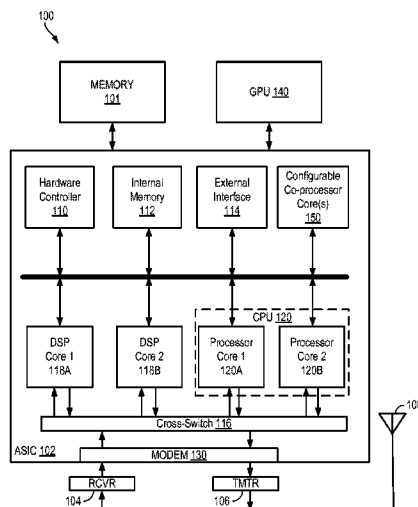 100
MEMORY
101
GPU 140
Hardware
Controller
110
Internal
Memory
112
External
Interface
114
Configurable
Co-processor
Core(s)
150
CPU 120
DSP
Core 1
118A
DSP
Core 2
118B
Processor
Core 1
120A
Processor
Core 2
120B
Cross-Switch 116
ASIC 102
MODEM 130
RCVR
104
TMTR
106